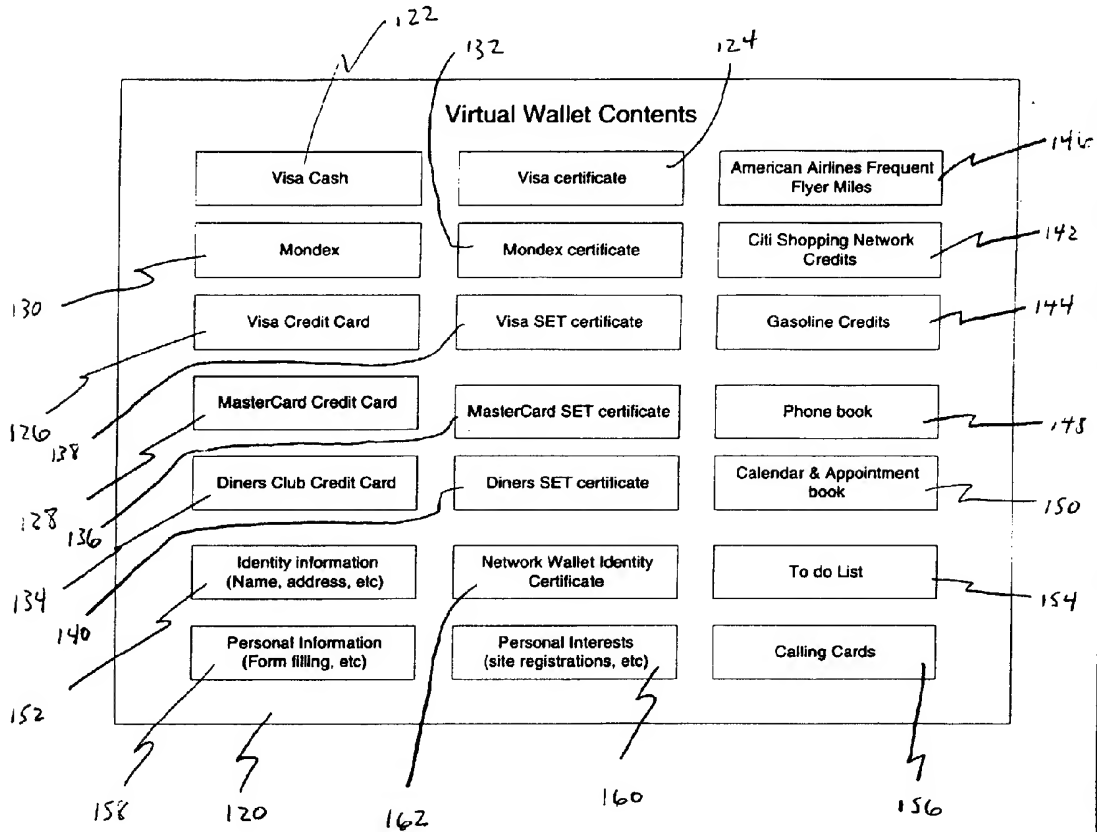 122
132
124
Virtual Wallet Contents
146
Visa Cash
Visa certificate
American Airlines Frequent
Flyer Miles
Mondex
Mondex certificate
Citi Shopping Network
Credits
142
130
Visa Credit Card
Visa SET certificate
Gasoline Credits
144
MasterCard Credit Card
MasterCard SET certificate
Phone book
126
138
148
Diners Club Credit Card
Diners SET certificate
Calendar & Appointment
book
128
136
150
Identity information
(Name, address, etc)
Network Wallet Identity
Certificate
To do List
134
154
140
Personal Information
(Form filling, etc)
Personal Interests
(site registrations, etc)
Calling Cards
152
158
120
162
160
156